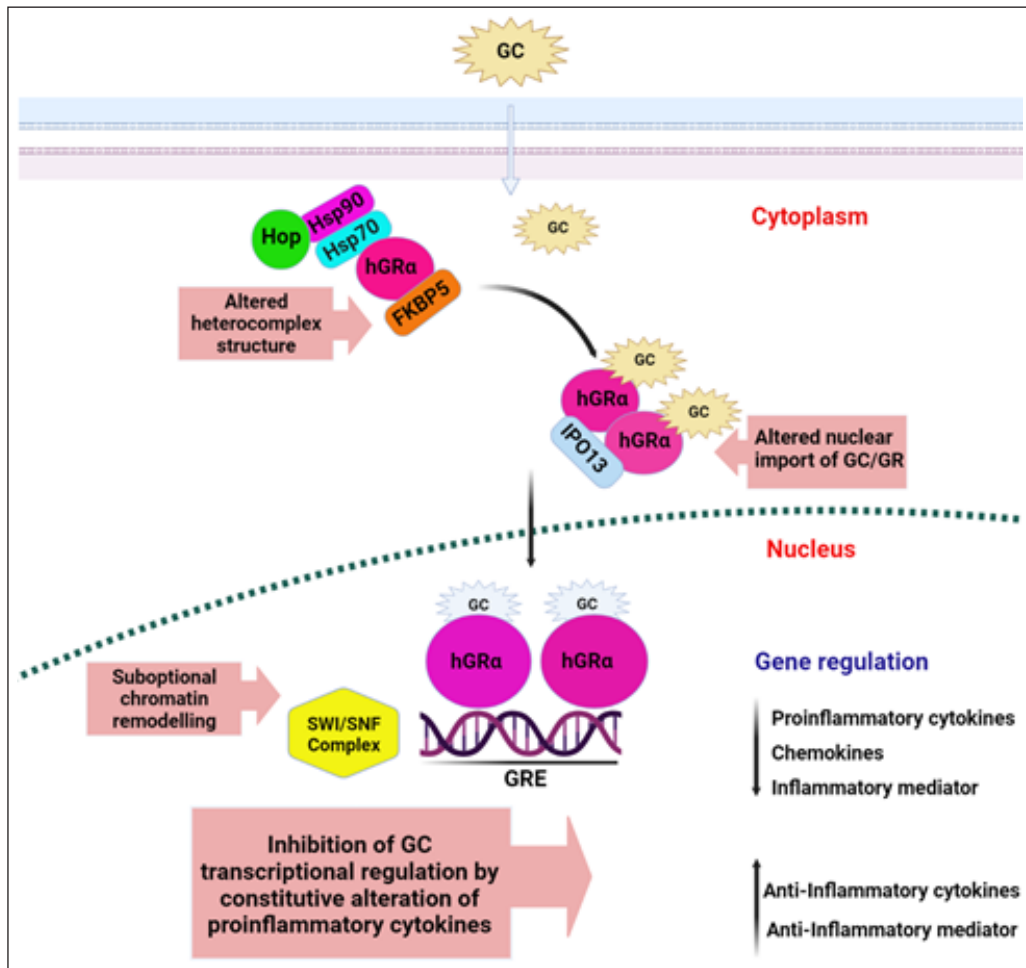 GC
Cytoplasm
GC
Hop
Hsp90
Hsp70
hGRα
FKBP5
Altered
heterocomplex
structure
GC
hGRα
GC
hGRα
IPO13
Altered nuclear
import of GC/GR
Nucleus
GC
GC
hGRα
hGRα
Suboptional
chromatin
remodelling
SWI/SNF
Complex
GRE
Gene regulation
Proinflammatory cytokines
Chemokines
Inflammatory mediator
Inhibition of GC
transcriptional regulation by
constitutive alteration of
proinflammatory cytokines
Anti-Inflammatory cytokines
Anti-Inflammatory mediator